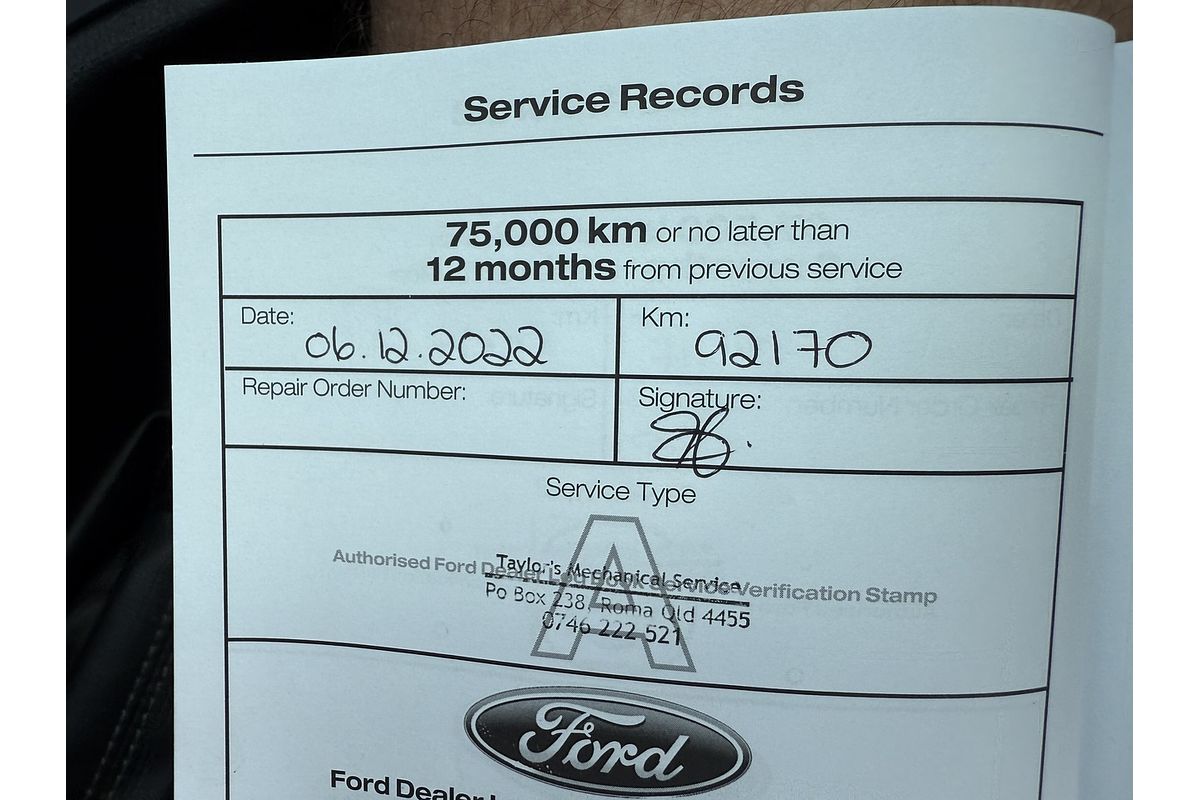 Service Records
75,000 km or no later than
12 months from previous service
Date: 06.12.2022
Km: 92170
Repair Order Number:
Signature:
Service Type
A
Authorised Ford Dealer Log Book Service Verification Stamp
Taylor's Mechanical Service
Po Box 238, Roma Qld 4455
0746 222 521
Ford
Ford Dealer